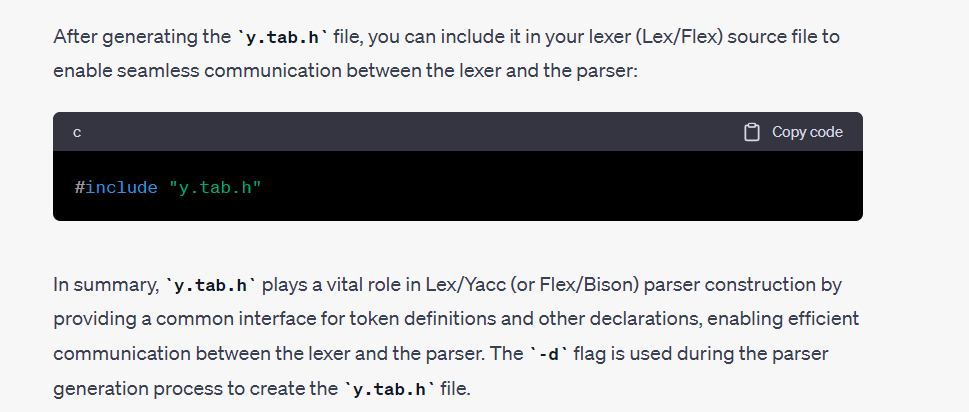 After generating the `y.tab.h` file, you can include it in your lexer (Lex/Flex) source file to
enable seamless communication between the lexer and the parser:
c
Copy code
#include "y.tab.h"
In summary, `y.tab.h` plays a vital role in Lex/Yacc (or Flex/Bison) parser construction by
providing a common interface for token definitions and other declarations, enabling efficient
communication between the lexer and the parser. The `-d` flag is used during the parser
generation process to create the `y.tab.h` file.